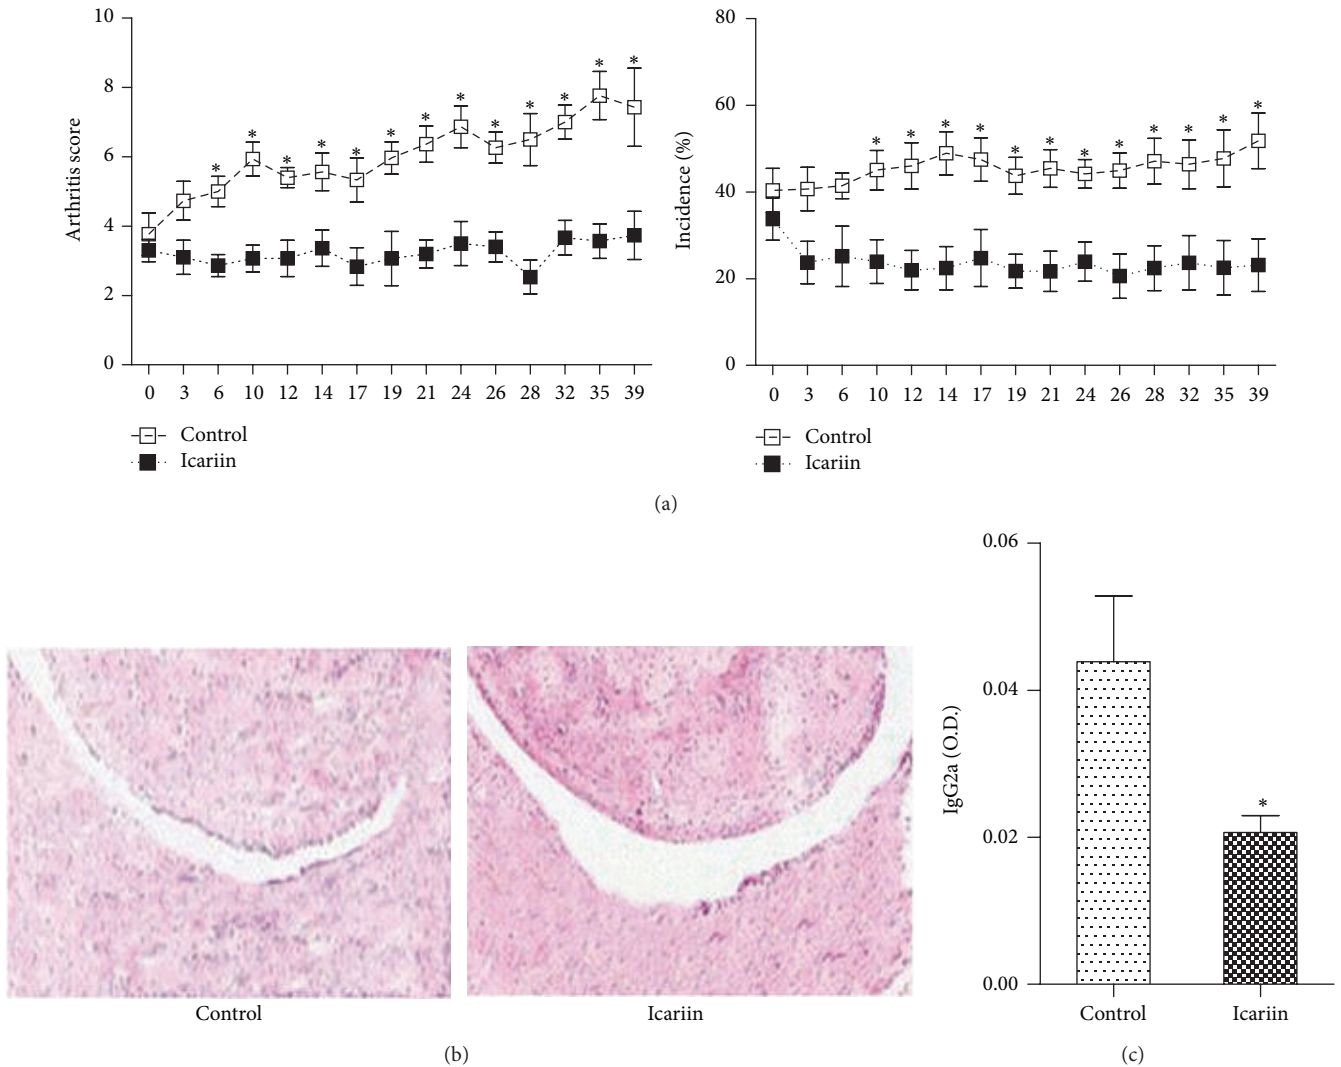 10
8
6
4
2
0
Arthritis score
* * * * * * * * * * * * *
0 3 6 10 12 14 17 19 21 24 26 28 32 35 39
Control
Icariin
80
60
40
20
0
Incidence (%)
* * * * * * * * * * * *
0 3 6 10 12 14 17 19 21 24 26 28 32 35 39
Control
Icariin
(a)
Control
Icariin
(b)
0.06
0.04
0.02
0.00
IgG2a (O.D.)
*
Control Icariin
(c)